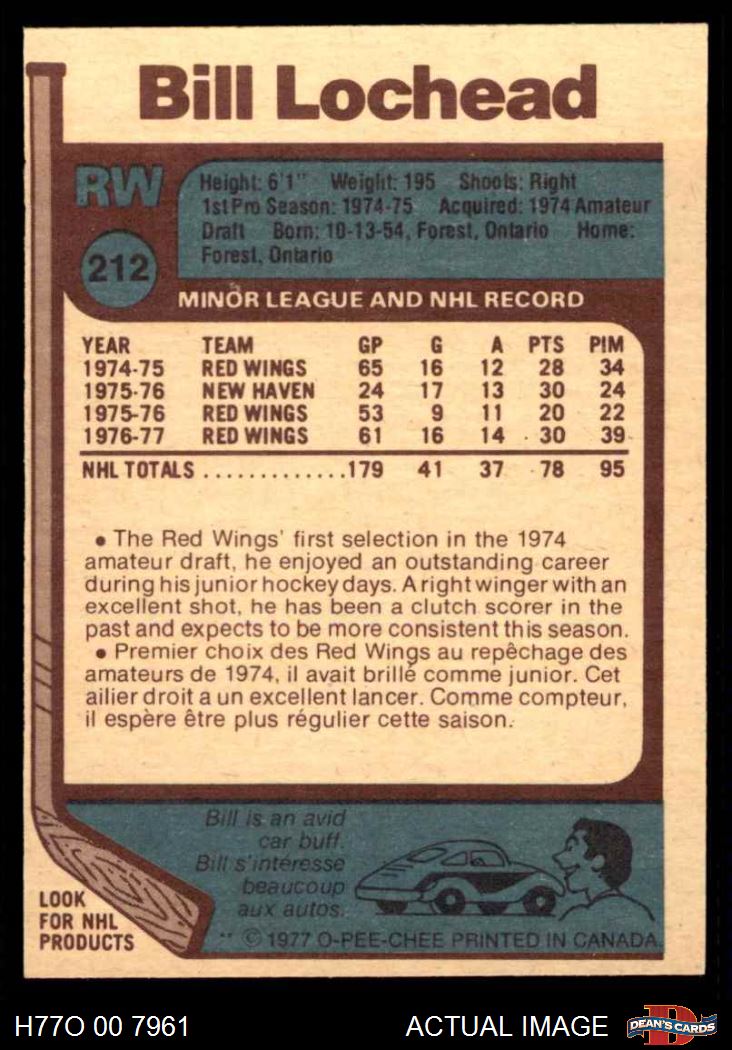 Bill Lochead
RW
212
Height: 6'1" Weight: 195 Shoots: Right
1st Pro Season: 1974-75 Acquired: 1974 Amateur
Draft Born: 10-13-54, Forest, Ontario Home:
Forest, Ontario
MINOR LEAGUE AND NHL RECORD
YEAR TEAM GP G A PTS PIM
1974-75 RED WINGS 65 16 12 28 34
1975-76 NEW HAVEN 24 17 13 30 24
1975-76 RED WINGS 53 9 11 20 22
1976-77 RED WINGS 61 16 14 30 39
NHL TOTALS .............179 41 37 78 95
• The Red Wings' first selection in the 1974
amateur draft, he enjoyed an outstanding career
during his junior hockey days. A right winger with an
excellent shot, he has been a clutch scorer in the
past and expects to be more consistent this season.
• Premier choix des Red Wings au repêchage des
amateurs de 1974, il avait brillé comme junior. Cet
ailier droit a un excellent lancer. Comme compteur,
il espère être plus régulier cette saison.
Bill is an avid
car buff.
Bill s'intéresse
beaucoup
aux autos.
LOOK
FOR NHL
PRODUCTS
© 1977 O-PEE-CHEE PRINTED IN CANADA.
H77O 00 7961 ACTUAL IMAGE
D
DEAN'S CARDS